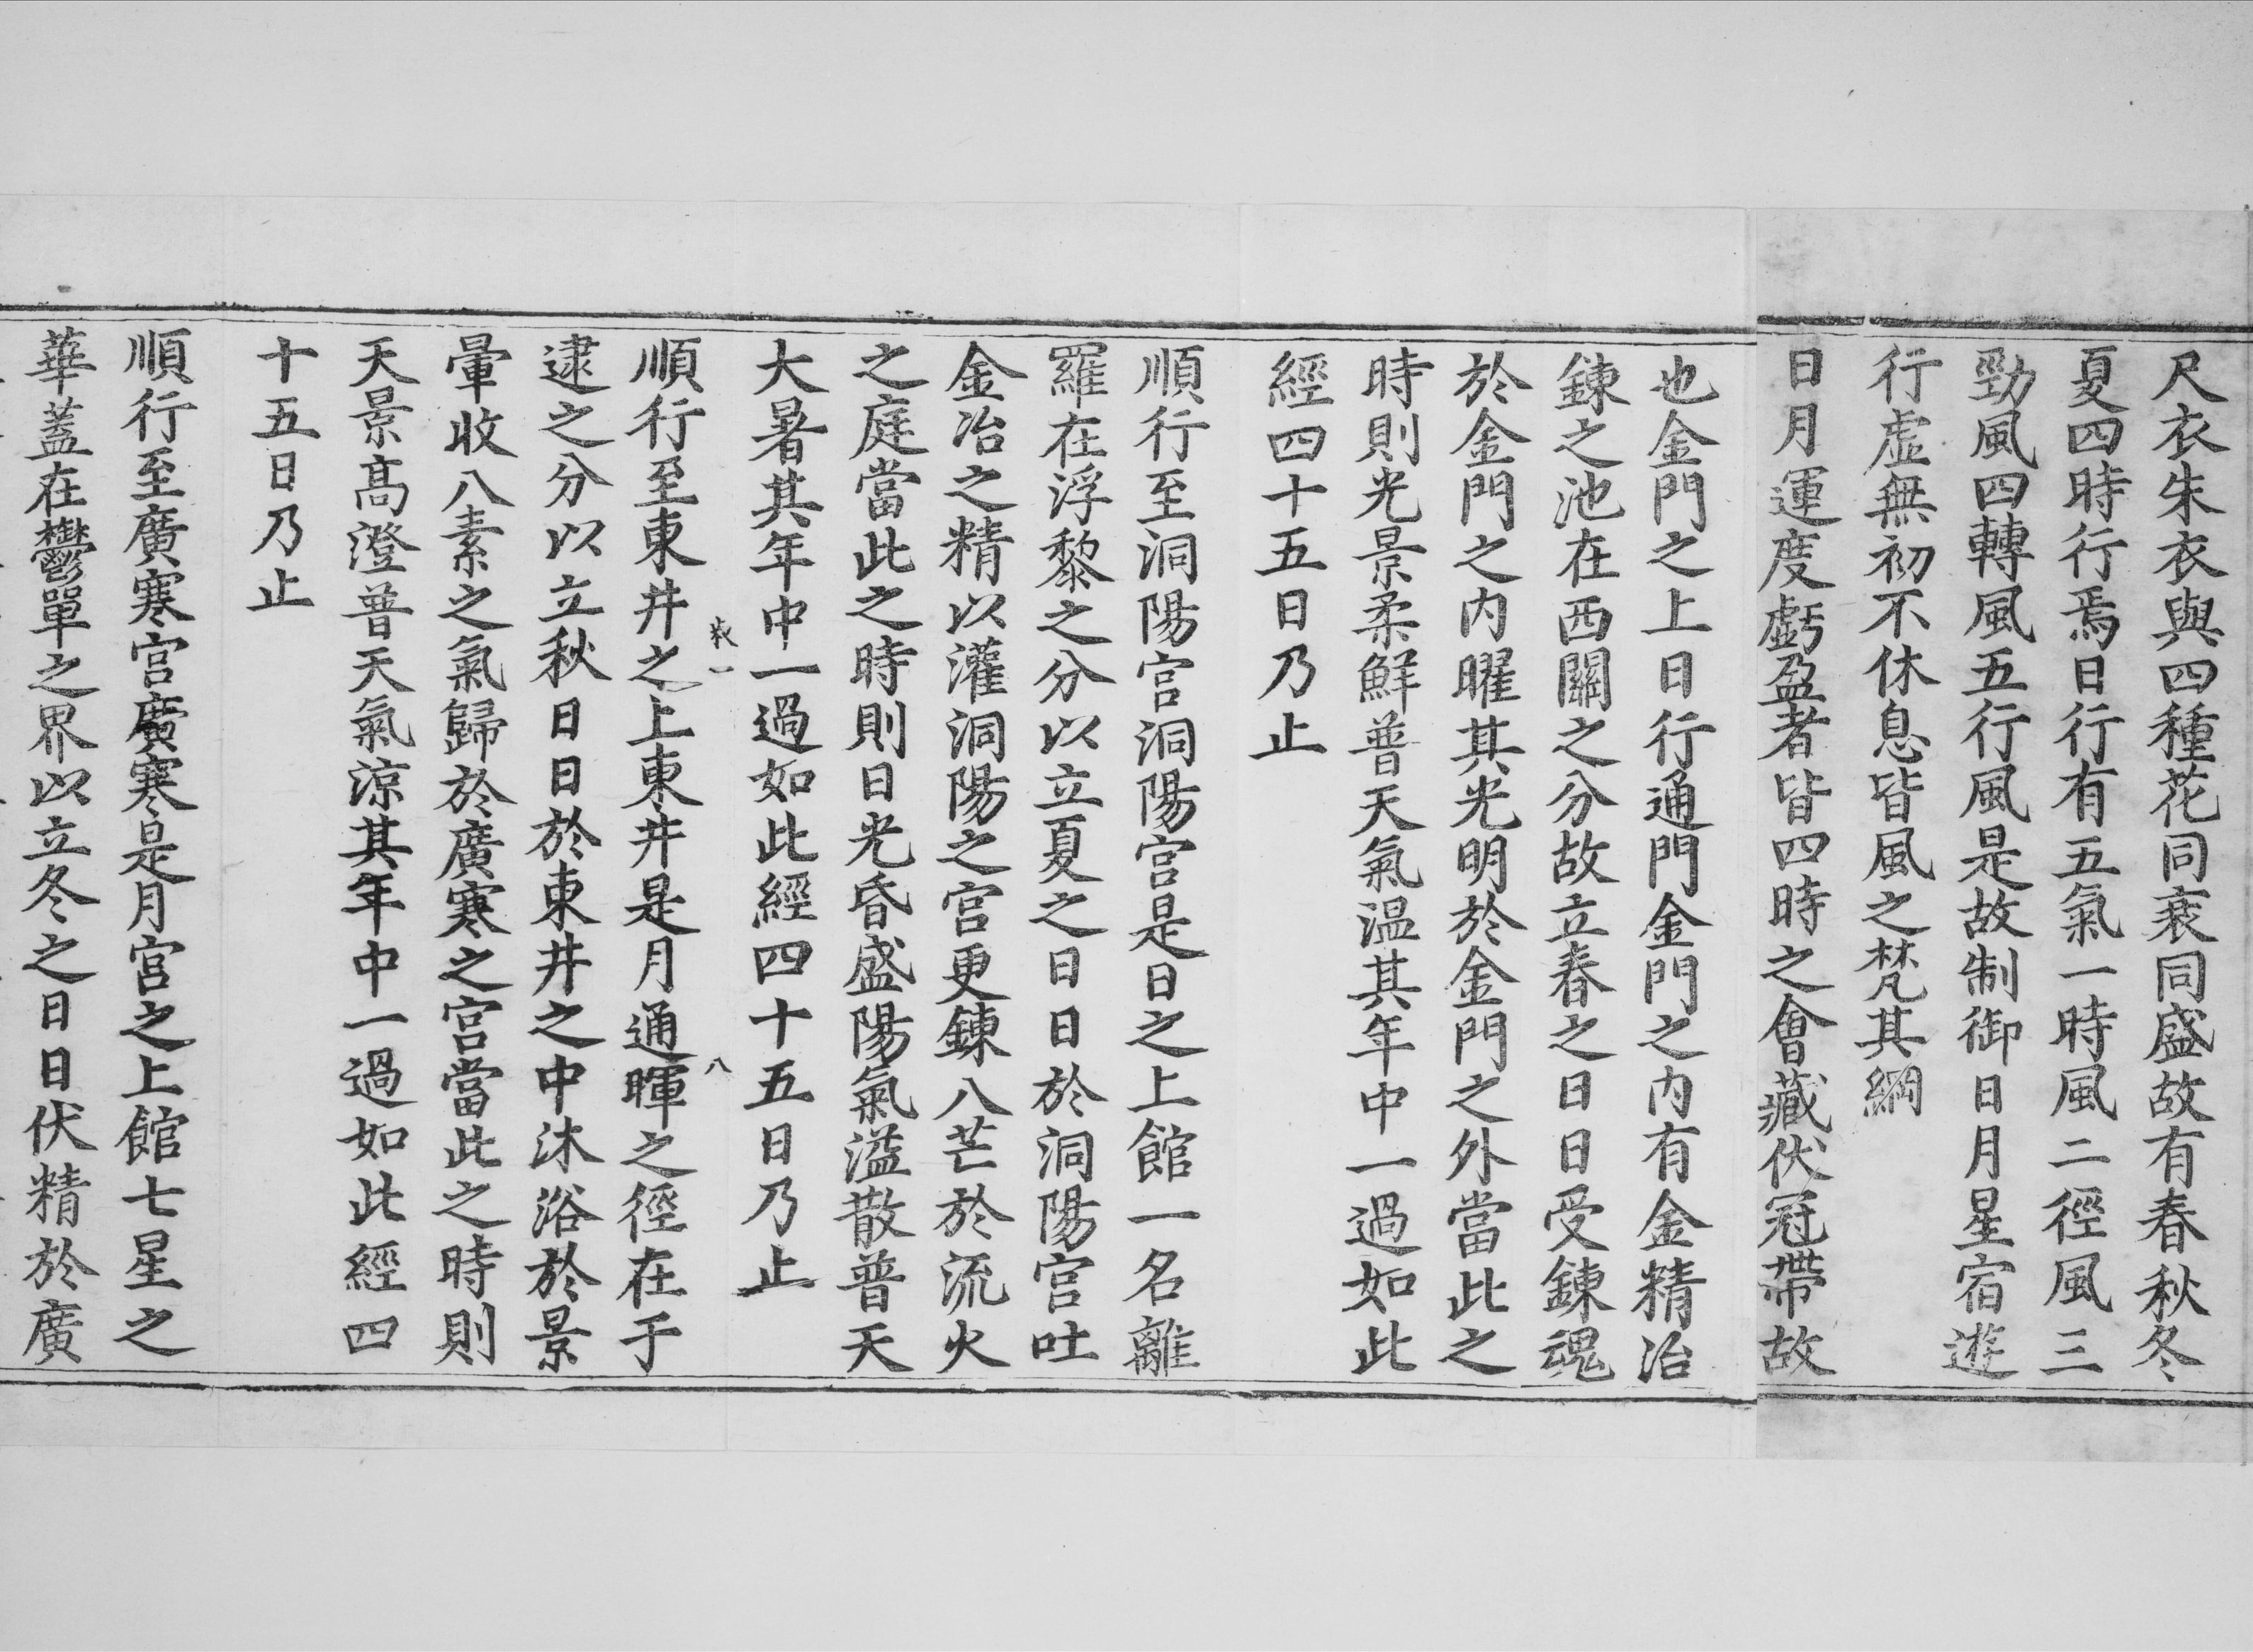 尺衣朱衣與四種花同衰同盛故有春秋冬
夏四時行焉日行有五氣一時風二徑風三
勁風四轉風五行風是故制御日月星宿遊
行虛無初不休息皆風之梵其綱
日月運度虧盈者皆四時之會藏伏冠帶故
也金門之上日行通門金門之內有金精冶
鍊之池在西關之分故立春之日日受鍊魂
於金門之內曜其光明於金門之外當此之
時則光景柔鮮普天氣溫其年中一過如此
經四十五日乃止
順行至洞陽宮洞陽宮是日之上館一名離
羅在浮黎之分以立夏之日日於洞陽宮吐
金冶之精以灌洞陽之宮更鍊八芒於流火
之庭當此之時則日光昏盛陽氣溢散普天
大暑其年中一過如此經四十五日乃止
順行至東井之上東井是月通暉之徑在于
逮之分以立秋日日於東井之中沐浴於景
暈收八素之氣歸於廣寒之宮當此之時則
天景高澄普天氣涼其年中一過如此經四
十五日乃止
順行至廣寒宮廣寒是月宮之上館七星之
華蓋在鬱單之界以立冬之日日伏精於廣